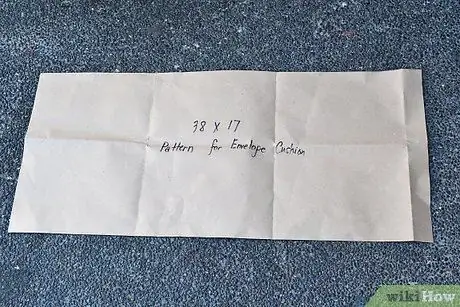 38 X 17
Pattern for Envelope Cushion
wikiHow